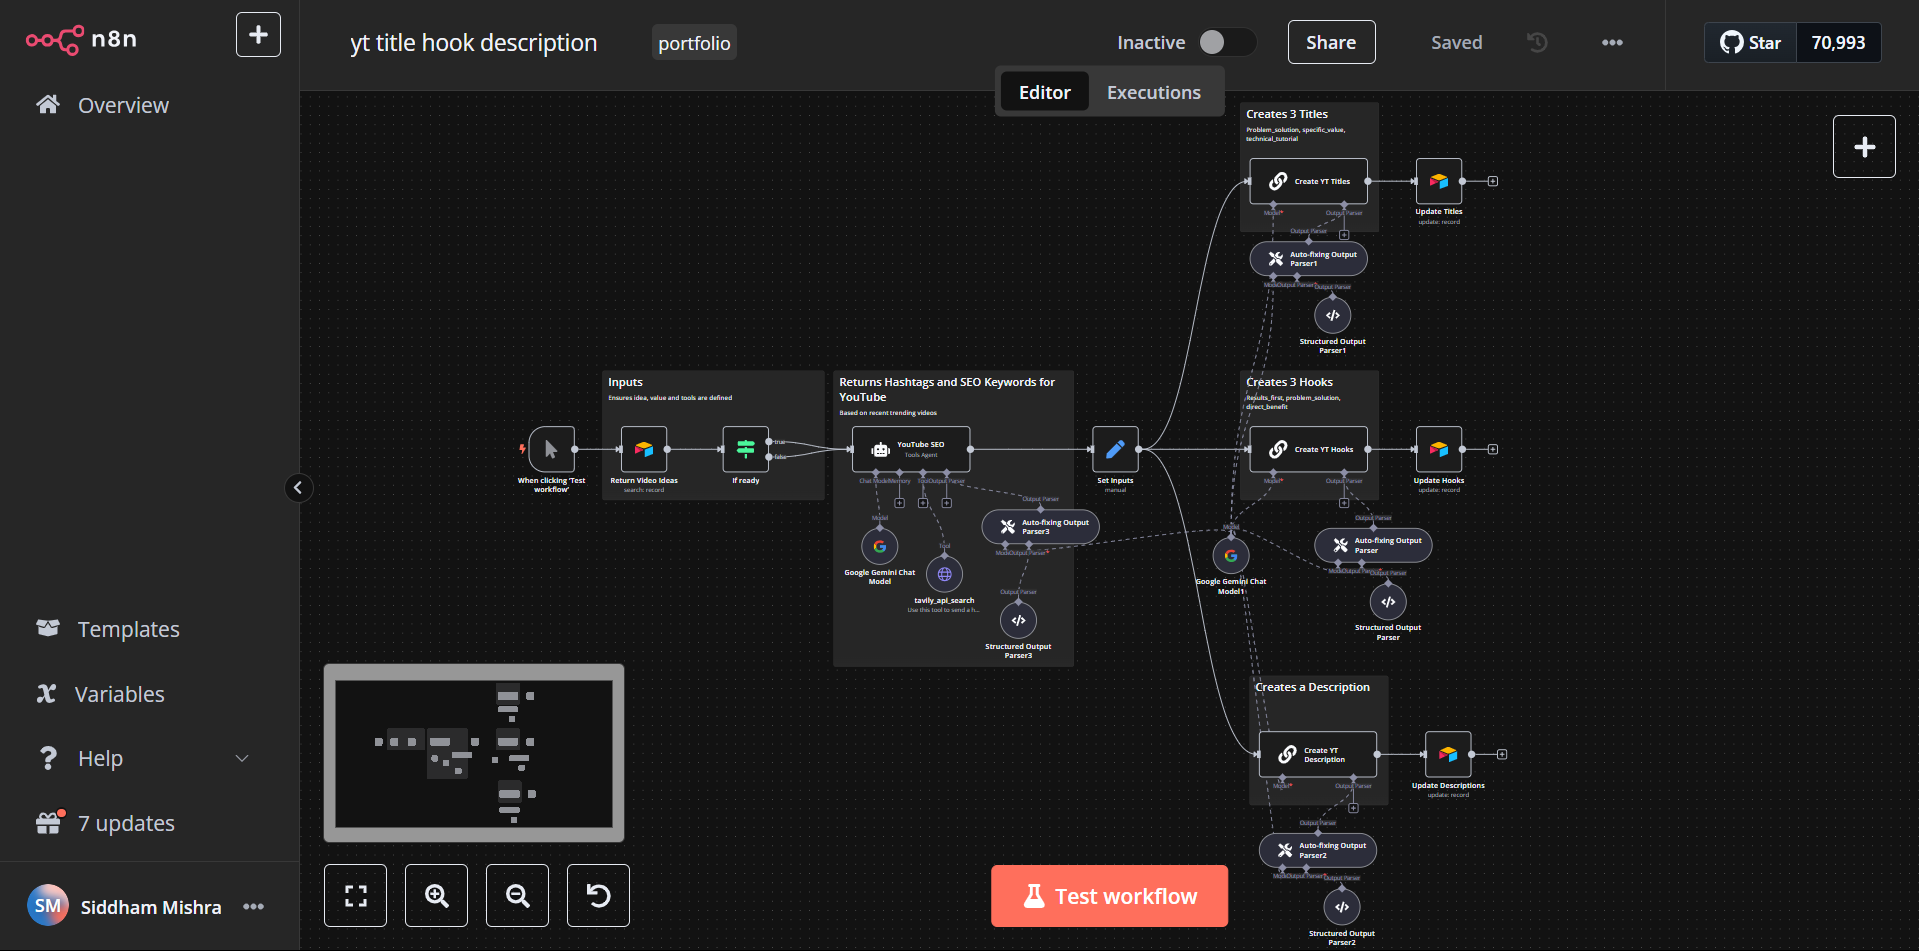 n8n
Overview
Templates
Variables
Help
7 updates
SM
Siddham Mishra
yt title hook description
portfolio
Inactive
Share
Saved
Star
70,993
Editor
Executions
Creates 3 Titles
Problem_solution, specific_value,
technical_tutorial
Create YT Titles
Model*
Output Parser
Update Titles
update: record
Output Parser
Auto-fixing Output
Parser1
Output Parser
Structured Output
Parser1
Inputs
Ensures idea, value and tools are defined
When clicking 'Test
workflow'
Return Video Ideas
search: record
true
false
If ready
Returns Hashtags and SEO Keywords for
YouTube
Based on recent trending videos
YouTube SEO
Tools Agent
Chat Model
Memory
Tool
Output Parser
Model
Google Gemini Chat
Model
Tool
tavily_api_search
Use this tool to send a h...
Output Parser
Auto-fixing Output
Parser3
Output Parser*
Output Parser
Structured Output
Parser3
Set Inputs
manual
Creates 3 Hooks
Results_first, problem_solution,
direct_benefit
Create YT Hooks
Model*
Output Parser
Update Hooks
update: record
Model
Google Gemini Chat
Model1
Output Parser
Auto-fixing Output
Parser
Output Parser
Structured Output
Parser
Creates a Description
Create YT
Description
Model*
Output Parser
Update Descriptions
update: record
Output Parser
Auto-fixing Output
Parser2
Output Parser*
Output Parser
Structured Output
Parser2
Test workflow